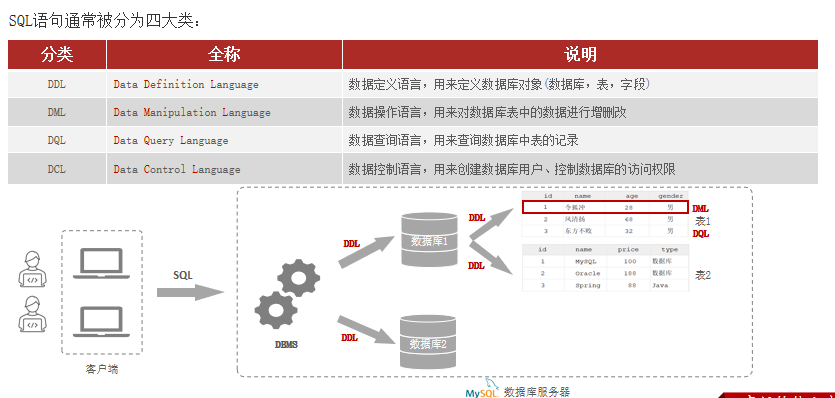 SQL语句通常被分为四大类：
分类 全称 说明
DDL Data Definition Language 数据定义语言，用来定义数据库对象(数据库，表，字段)
DML Data Manipulation Language 数据操作语言，用来对数据库表中的数据进行增删改
DQL Data Query Language 数据查询语言，用来查询数据库中表的记录
DCL Data Control Language 数据控制语言，用来创建数据库用户、控制数据库的访问权限
id name age gender
1 令狐冲 28 男
2 风清扬 68 男
3 东方不败 32 男
DML
表1
DQL
DDL
DDL
数据库1
DDL
id name price type
1 MySQL 100 数据库
2 Oracle 188 数据库
3 Spring 88 Java
表2
SQL
DBMS
DDL
数据库2
客户端
MySQL 数据库服务器